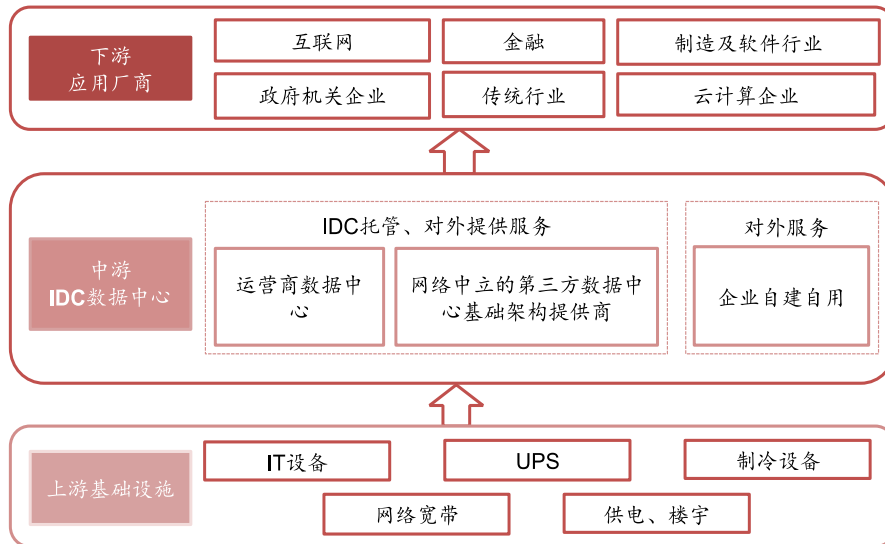 下游
应用厂商
互联网
金融
制造及软件行业
政府机关企业
传统行业
云计算企业
中游
IDC数据中心
IDC托管、对外提供服务
运营商数据中
心
网络中立的第三方数据中
心基础架构提供商
对外服务
企业自建自用
上游基础设施
IT设备
UPS
制冷设备
网络宽带
供电、楼宇